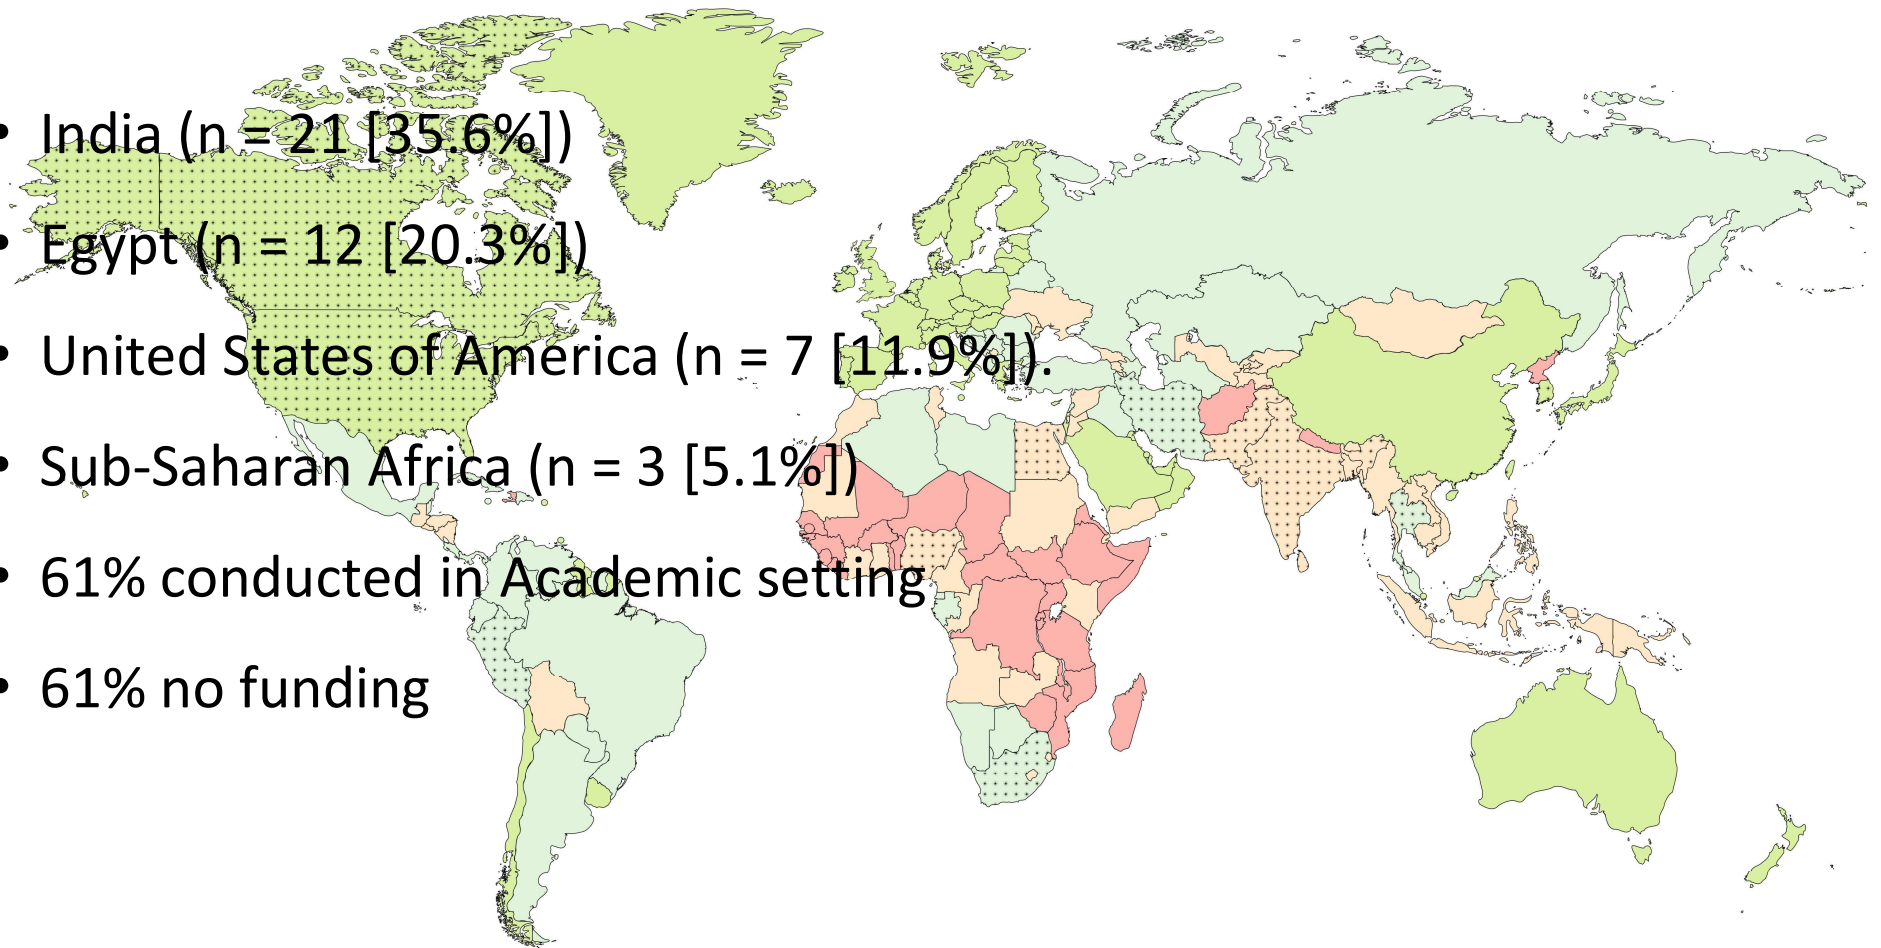 • India (n = 21 [35.6%])
• Egypt (n = 12 [20.3%])
• United States of America (n = 7 [11.9%]).
• Sub-Saharan Africa (n = 3 [5.1%])
• 61% conducted in Academic setting
• 61% no funding